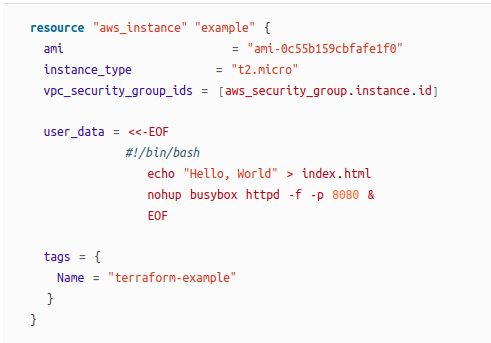 resource "aws_instance" "example" {
  ami                         = "ami-0c55b159cbfafe1f0"
  instance_type            = "t2.micro"
  vpc_security_group_ids = [aws_security_group.instance.id]

  user_data = <<-EOF
              #!/bin/bash
                 echo "Hello, World" > index.html
                 nohup busybox httpd -f -p 8080 &
                 EOF

  tags = {
    Name = "terraform-example"
  }
}